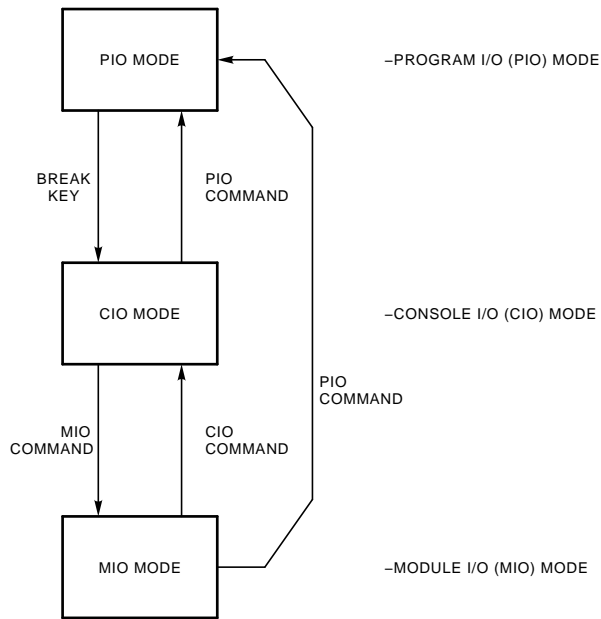 PIO MODE
–PROGRAM I/O (PIO) MODE
BREAK
KEY
PIO
COMMAND
CIO MODE
–CONSOLE I/O (CIO) MODE
PIO
COMMAND
MIO
COMMAND
CIO
COMMAND
MIO MODE
–MODULE I/O (MIO) MODE